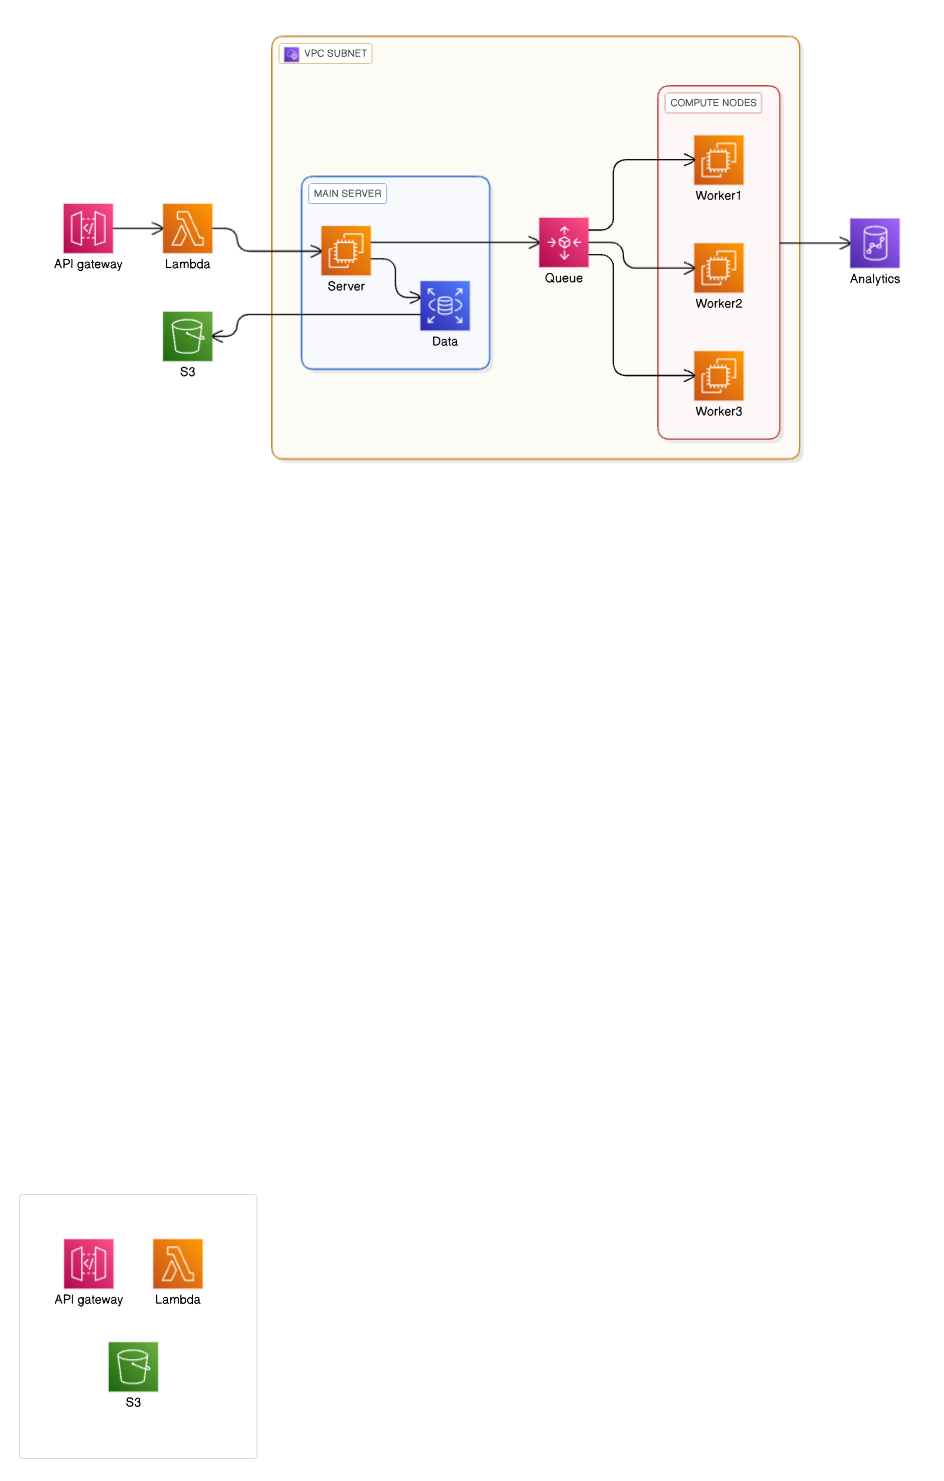 VPC SUBNET
COMPUTE NODES
Worker1
MAIN SERVER
API gateway
Lambda
Server
Queue
Analytics
Worker2
Data
S3
Worker3
API gateway
Lambda
S3